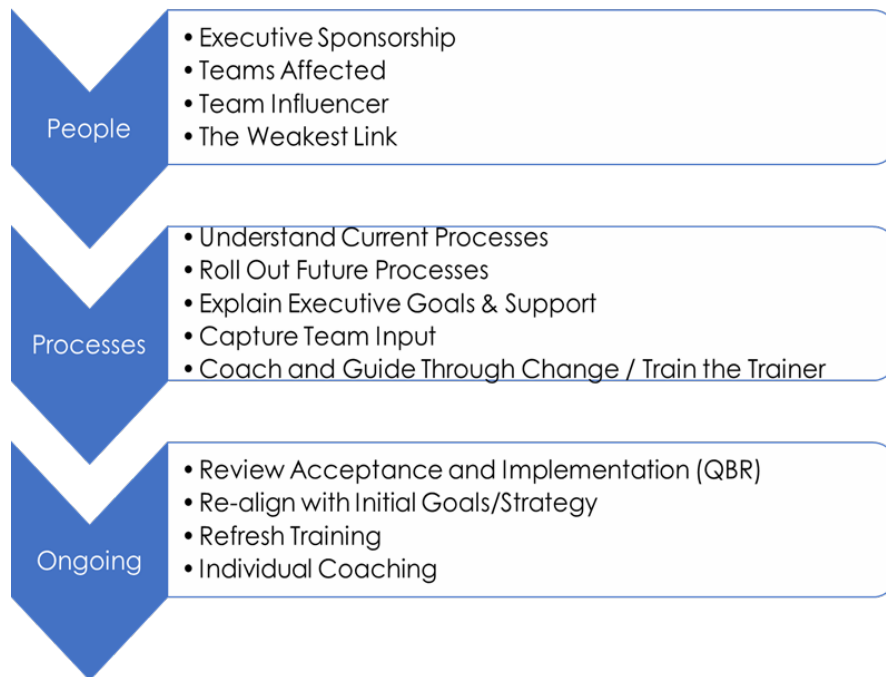 People
• Executive Sponsorship
• Teams Affected
• Team Influencer
• The Weakest Link
Processes
• Understand Current Processes
• Roll Out Future Processes
• Explain Executive Goals & Support
• Capture Team Input
• Coach and Guide Through Change / Train the Trainer
Ongoing
• Review Acceptance and Implementation (QBR)
• Re-align with Initial Goals/Strategy
• Refresh Training
• Individual Coaching